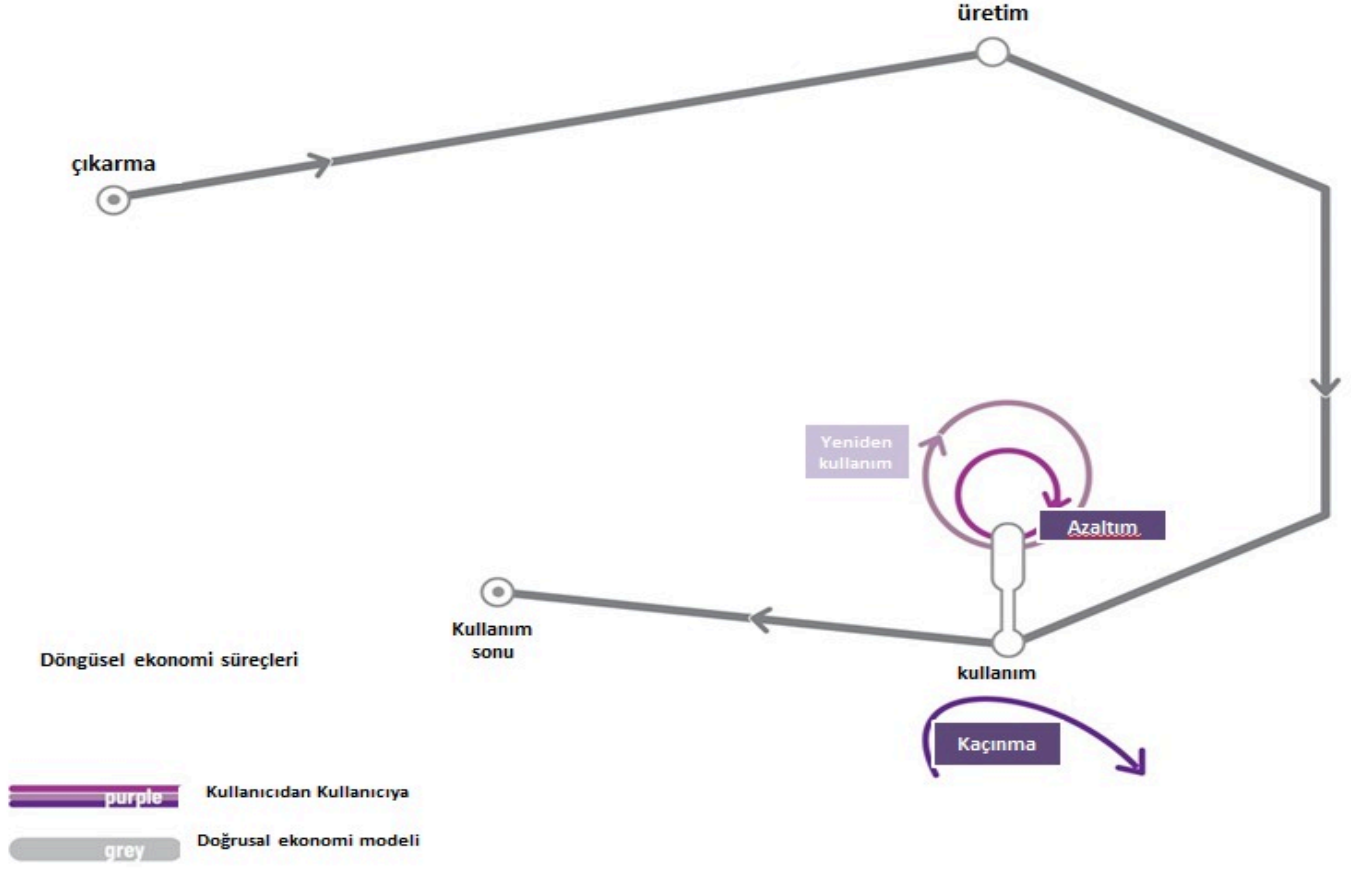 üretim
çıkarma
Yeniden
kullanım
Azaltım
Kullanım
sonu
Döngüsel ekonomi süreçleri
kullanım
Kaçınma
purple
Kullanıcıdan Kullanıcıya
grey
Doğrusal ekonomi modeli